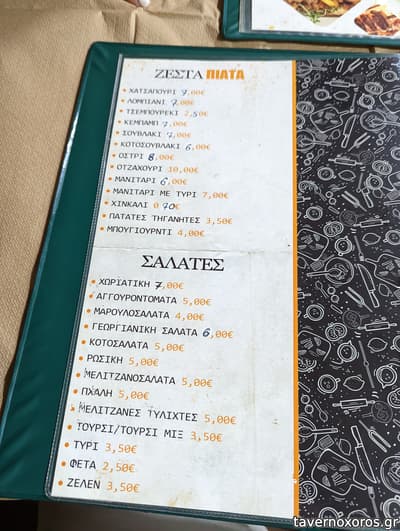 ΖΕΣΤΑ ΠΙΑΤΑ
• ΧΑΤΣΑΠΟΥΡΙ 7,00€
• ΛΟΜΠΙΑΝΙ 7,00€
• ΤΣΕΜΠΟΥΡΕΚΙ 2,50€
• ΚΕΜΠΑΜΠ 7,00€
• ΣΟΥΒΛΑΚΙ 7,00€
• ΚΟΤΟΣΟΥΒΛΑΚΙ 6,00€
• ΟΣΤΡΙ 8,00€
• ΟΤΖΑΧΟΥΡΙ 10,00€
• ΜΑΝΙΤΑΡΙ 6,00€
• ΜΑΝΙΤΑΡΙ ΜΕ ΤΥΡΙ 7,00€
• ΧΙΝΚΑΛΙ 0 70€
• ΠΑΤΑΤΕΣ ΤΗΓΑΝΗΤΕΣ 3,50€
• ΜΠΟΥΓΙΟΥΡΝΤΙ 4,00€
ΣΑΛΑΤΕΣ
• ΧΩΡΙΑΤΙΚΗ 7,00€
• ΑΓΓΟΥΡΟΝΤΟΜΑΤΑ 5,00€
• ΜΑΡΟΥΛΟΣΑΛΑΤΑ 4,00€
• ΓΕΩΡΓΙΑΝΙΚΗ ΣΑΛΑΤΑ 6,00€
• ΚΟΤΟΣΑΛΑΤΑ 5,00€
• ΡΩΣΙΚΗ 5,00€
• ΜΕΛΙΤΖΑΝΟΣΑΛΑΤΑ 5,00€
• ΠΧΑΛΗ 5,00€
• ΜΕΛΙΤΖΑΝΕΣ ΤΥΛΙΧΤΕΣ 5,00€
• ΤΟΥΡΣΙ/ΤΟΥΡΣΙ ΜΙΞ 3,50€
• ΤΥΡΙ 3,50€
• ΦΕΤΑ 2,50€
• ΖΕΛΕΝ 3,50€
tavernoxoros.gr